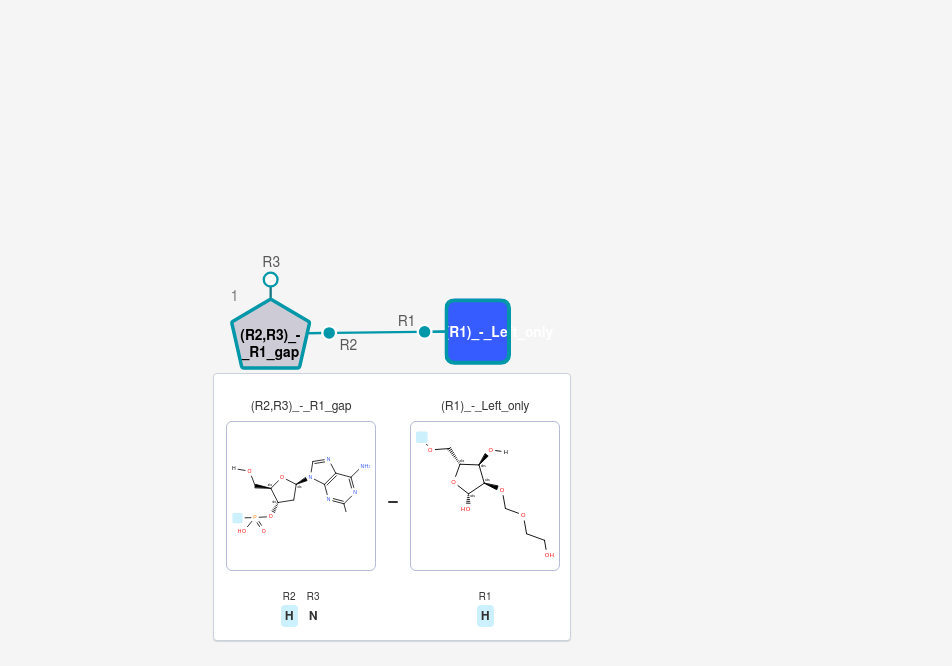 R3
1
R1
(R2,R3)_-
_R1_gap
R2
R1)_-_Left_only
(R2,R3)_-_R1_gap
(R1)_-_Left_only
H
O
O
N
N
NH₂
N
N
O
P
HO
O
O
O
H
O
HO
O
O
OH
R2 R3
R1
H N
H